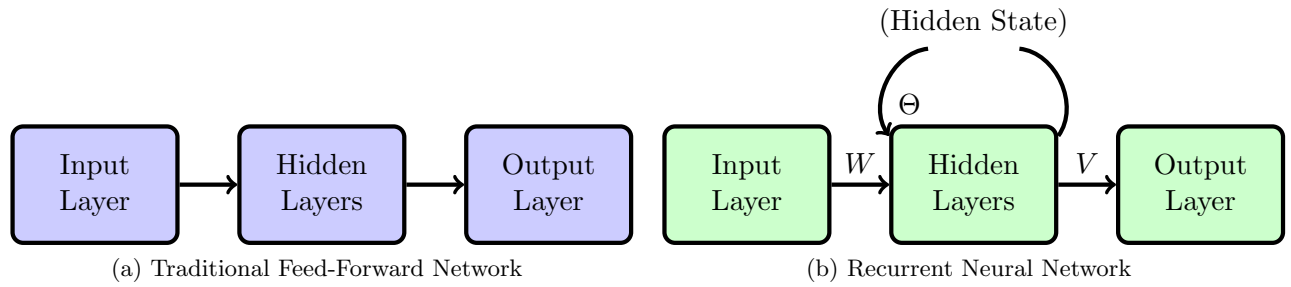 Input
Layer
Hidden
Layers
Output
Layer
(a) Traditional Feed-Forward Network
(Hidden State)
Θ
Input
Layer
W
Hidden
Layers
V
Output
Layer
(b) Recurrent Neural Network